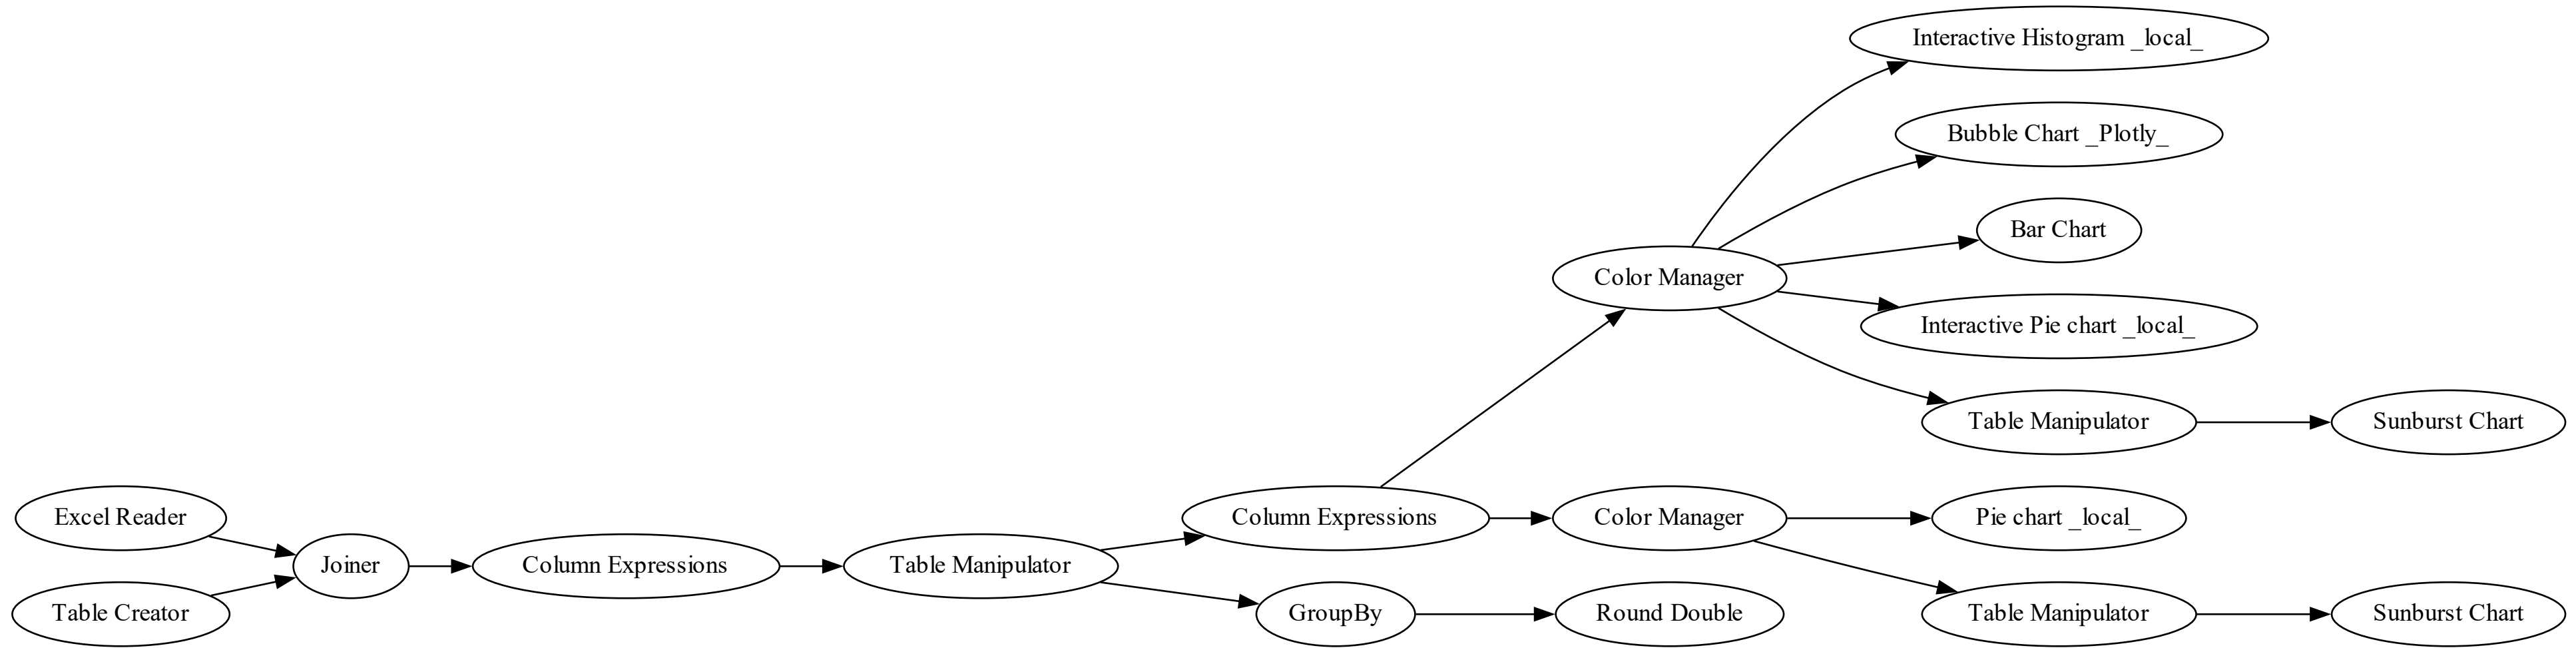 Interactive Histogram _local_
Bubble Chart _Plotly_
Bar Chart
Color Manager
Interactive Pie chart _local_
Table Manipulator
Sunburst Chart
Excel Reader
Column Expressions
Color Manager
Pie chart _local_
Joiner
Column Expressions
Table Manipulator
Table Creator
GroupBy
Round Double
Table Manipulator
Sunburst Chart